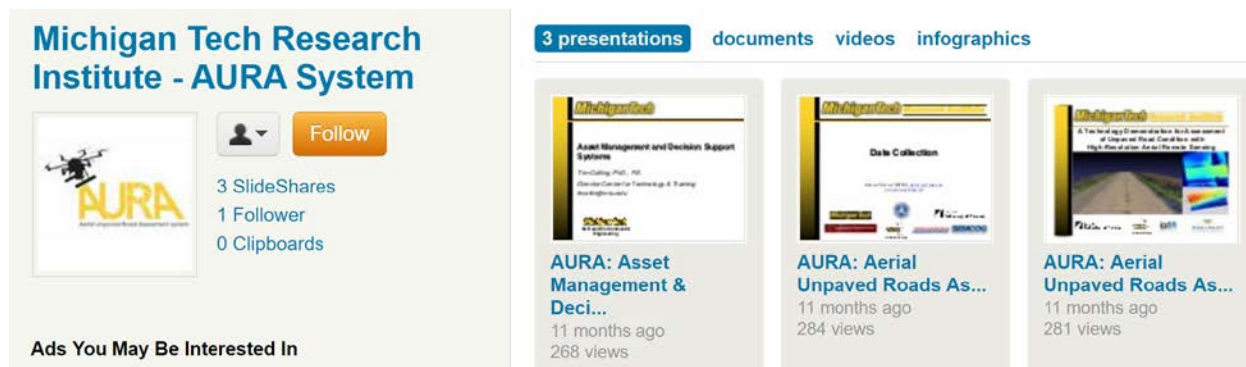 Michigan Tech Research
Institute - AURA System
AURA
Follow
3 SlideShares
1 Follower
0 Clipboards
Ads You May Be Interested In
3 presentations documents videos infographics
MichiganTech
Asset Management and Decision Support
Systems
AURA: Asset
Management &
Deci...
11 months ago
268 views
MichiganTech
Data Collection
AURA: Aerial
Unpaved Roads As...
11 months ago
284 views
MichiganTech
A Technology Demonstration for Assessment
of Unpaved Road Condition with
High-Resolution Aerial Remote Sensing
AURA: Aerial
Unpaved Roads As...
11 months ago
281 views